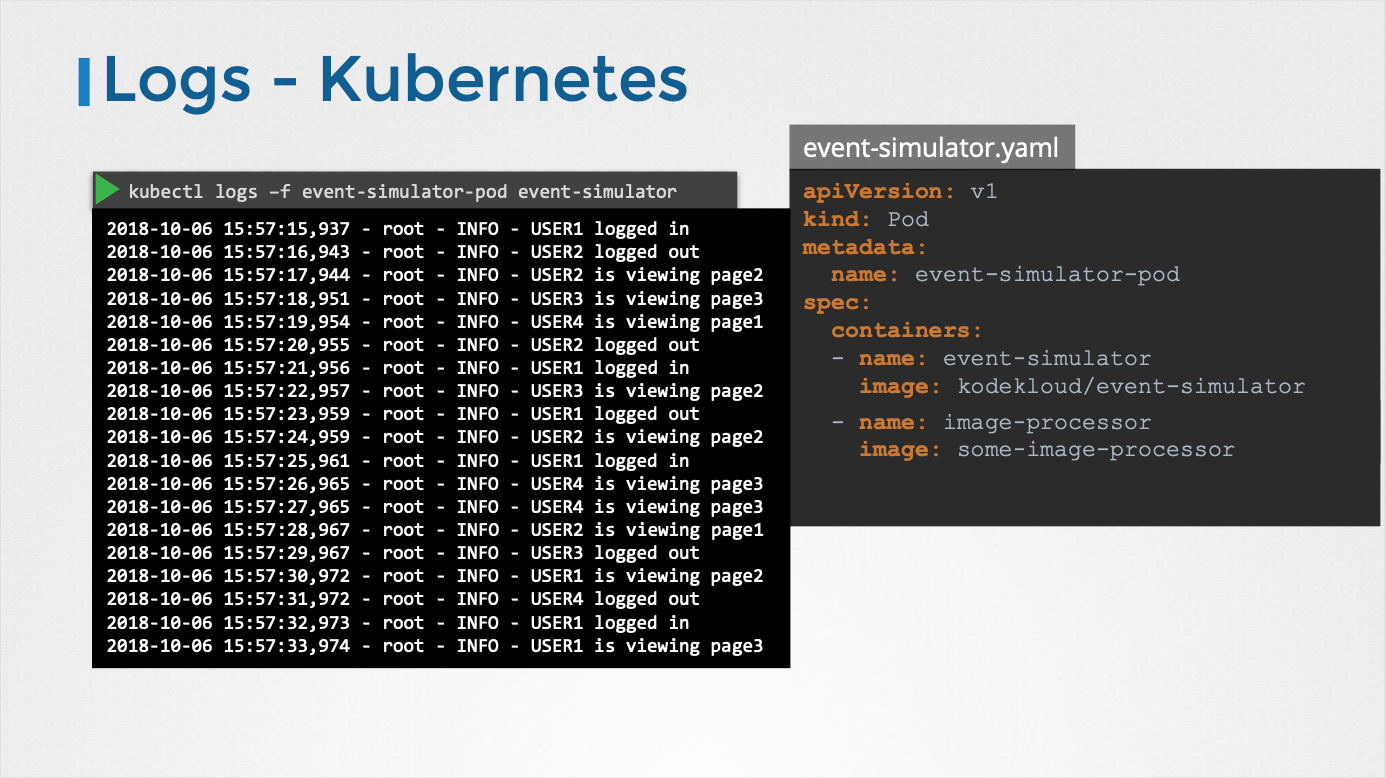 Logs - Kubernetes
kubectl logs –f event-simulator-pod event-simulator
2018-10-06 15:57:15,937 - root - INFO - USER1 logged in
2018-10-06 15:57:16,943 - root - INFO - USER2 logged out
2018-10-06 15:57:17,944 - root - INFO - USER2 is viewing page2
2018-10-06 15:57:18,951 - root - INFO - USER3 is viewing page3
2018-10-06 15:57:19,954 - root - INFO - USER4 is viewing page1
2018-10-06 15:57:20,955 - root - INFO - USER2 logged out
2018-10-06 15:57:21,956 - root - INFO - USER1 logged in
2018-10-06 15:57:22,957 - root - INFO - USER3 is viewing page2
2018-10-06 15:57:23,959 - root - INFO - USER1 logged out
2018-10-06 15:57:24,959 - root - INFO - USER2 is viewing page2
2018-10-06 15:57:25,961 - root - INFO - USER1 logged in
2018-10-06 15:57:26,965 - root - INFO - USER4 is viewing page3
2018-10-06 15:57:27,965 - root - INFO - USER4 is viewing page3
2018-10-06 15:57:28,967 - root - INFO - USER2 is viewing page1
2018-10-06 15:57:29,967 - root - INFO - USER3 logged out
2018-10-06 15:57:30,972 - root - INFO - USER1 is viewing page2
2018-10-06 15:57:31,972 - root - INFO - USER4 logged out
2018-10-06 15:57:32,973 - root - INFO - USER1 logged in
2018-10-06 15:57:33,974 - root - INFO - USER1 is viewing page3
event-simulator.yaml
apiVersion: v1
kind: Pod
metadata:
  name: event-simulator-pod
spec:
  containers:
  - name: event-simulator
    image: kodekloud/event-simulator
  - name: image-processor
    image: some-image-processor